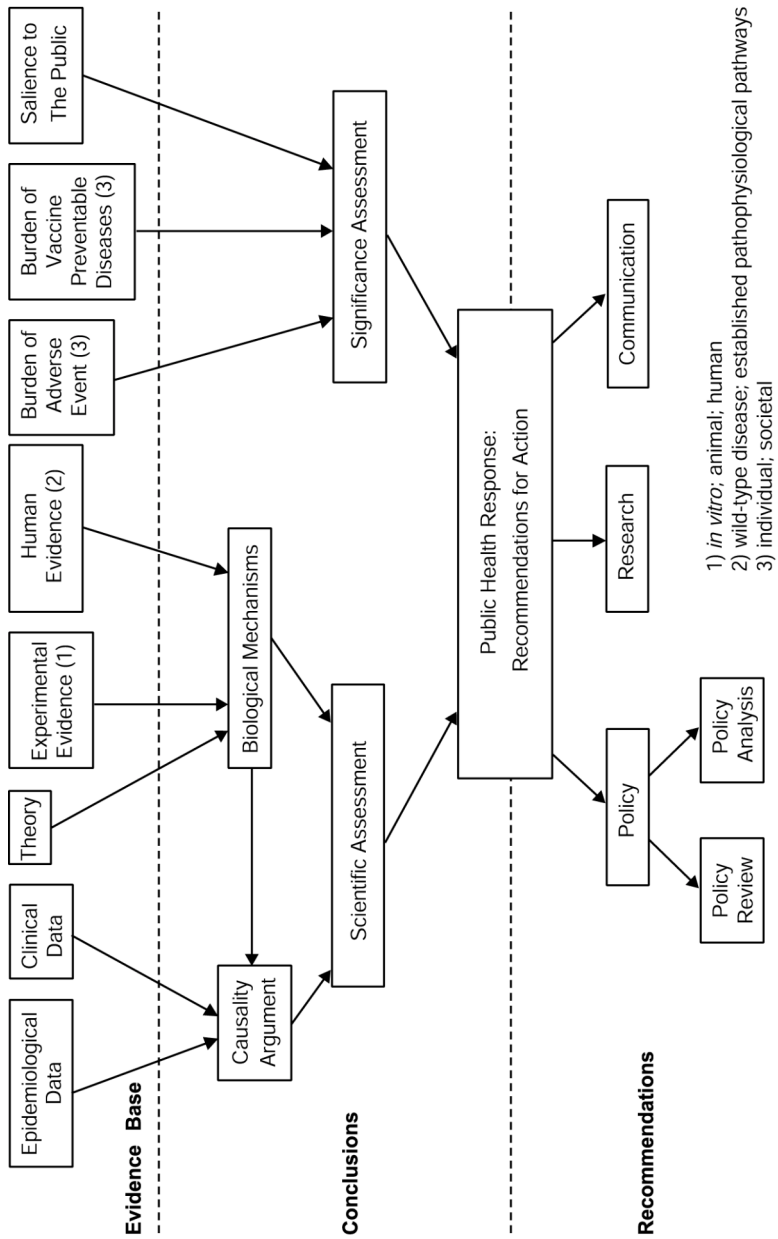 Epidemiological
Data
Clinical
Data
Theory
Experimental
Evidence (1)
Human
Evidence (2)
Burden of
Adverse
Event (3)
Burden of
Vaccine
Preventable
Diseases (3)
Salience to
The Public
Evidence Base
Causality
Argument
Biological Mechanisms
Conclusions
Scientific Assessment
Significance Assessment
Public Health Response:
Recommendations for Action
Recommendations
Policy
Research
Communication
Policy
Review
Policy
Analysis
1) in vitro; animal; human
2) wild-type disease; established pathophysiological pathways
3) individual; societal